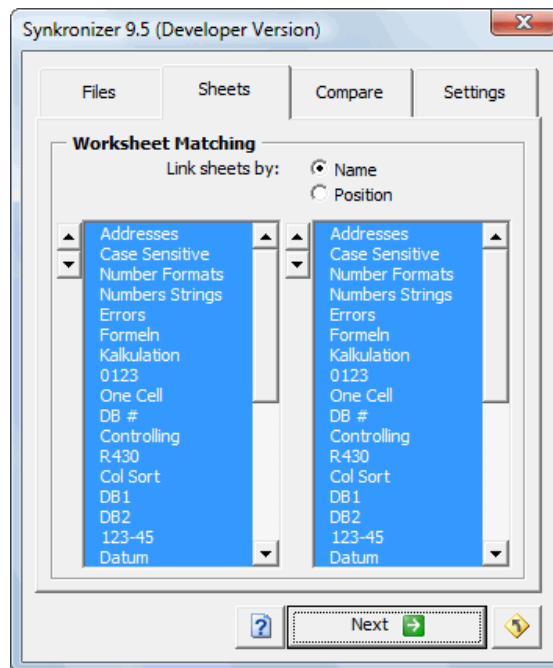 Synkronizer 9.5 (Developer Version)
Files Sheets Compare Settings
Worksheet Matching
Link sheets by: Name
Position
Addresses Addresses
Case Sensitive Case Sensitive
Number Formats Number Formats
Numbers Strings Numbers Strings
Errors Errors
Formeln Formeln
Kalkulation Kalkulation
0123 0123
One Cell One Cell
DB # DB #
Controlling Controlling
R430 R430
Col Sort Col Sort
DB1 DB1
DB2 DB2
123-45 123-45
Datum Datum
Next